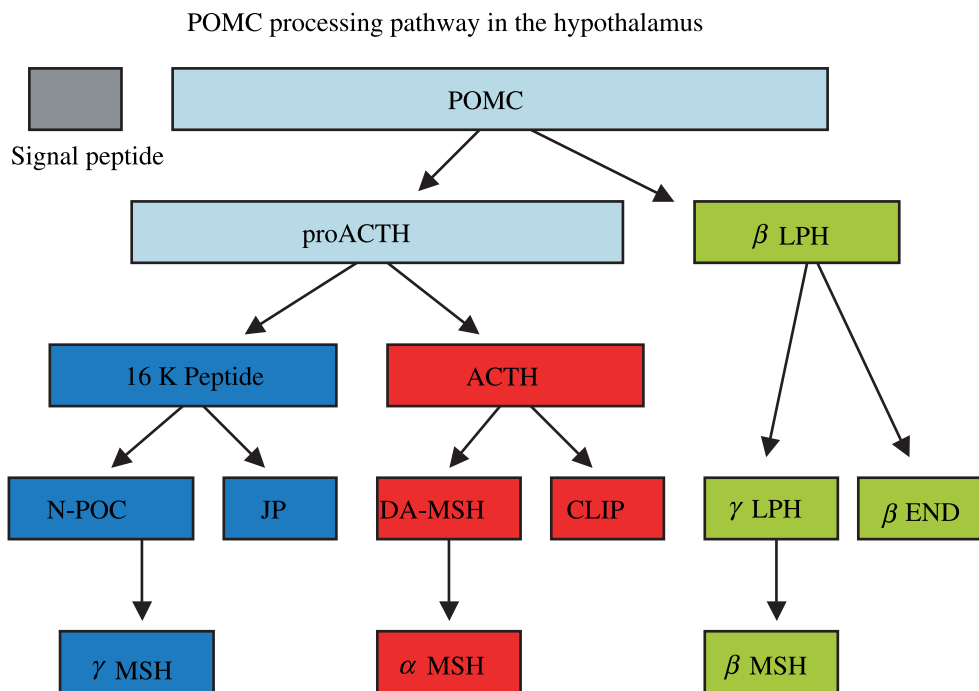 POMC processing pathway in the hypothalamus
POMC
Signal peptide
proACTH
β LPH
16 K Peptide
ACTH
N-POC
JP
DA-MSH
CLIP
γ LPH
β END
γ MSH
α MSH
β MSH